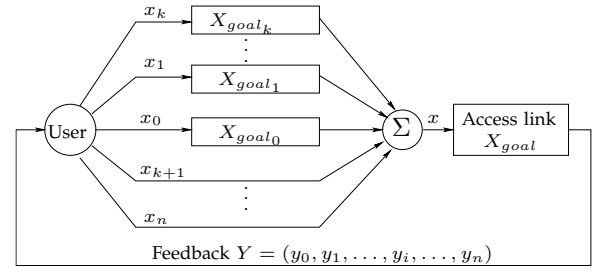 x_k X_{goal_k}
⋮
x_1 X_{goal_1}
x_0 X_{goal_0}
User Σ x Access link
X_{goal}
x_{k+1}
⋮
x_n
Feedback Y = (y_0, y_1, . . . , y_i, . . . , y_n)